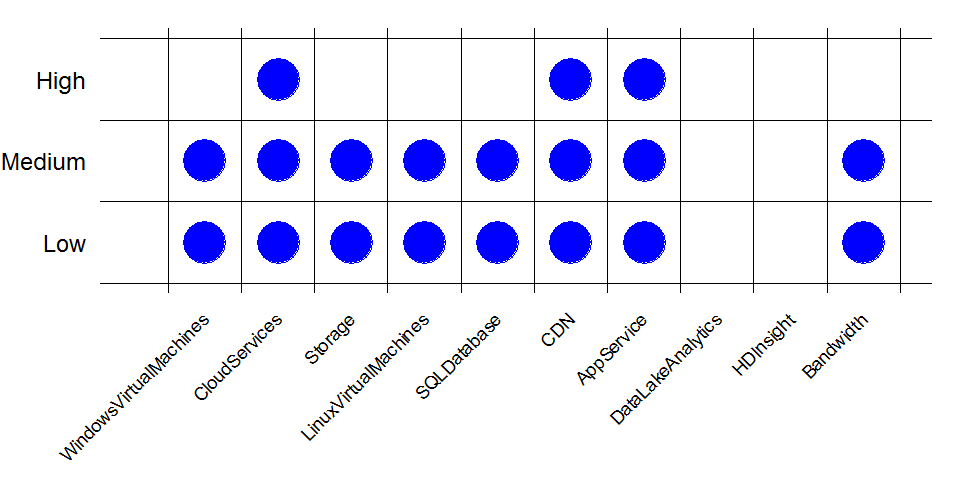 High
Medium
Low
WindowsVirtualMachines
CloudServices
Storage
LinuxVirtualMachines
SQLDatabase
CDN
AppService
DataLakeAnalytics
HDInsight
Bandwidth